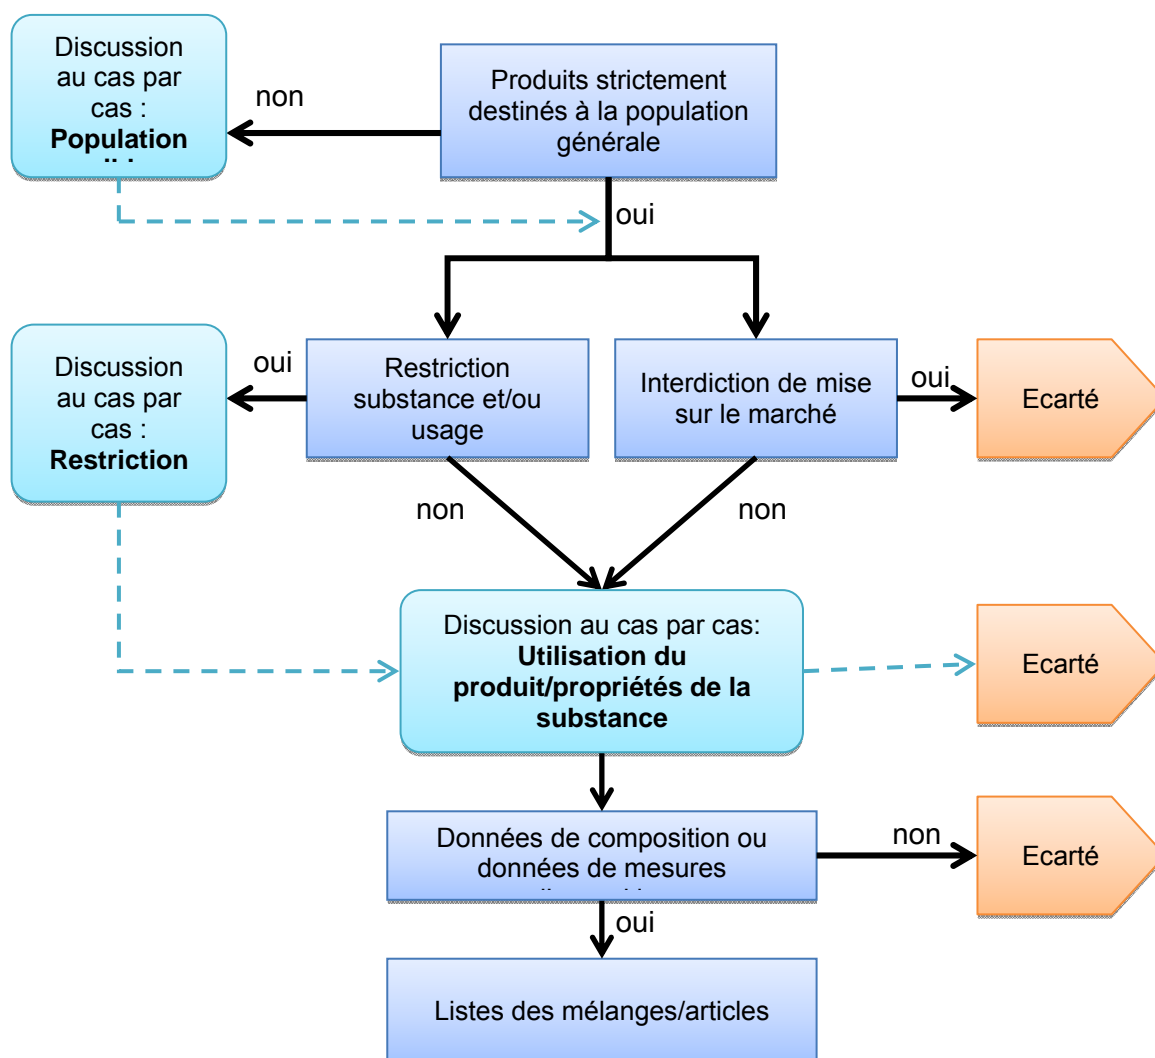 Discussion
au cas par
cas :
Population
Produits strictement
destinés à la population
générale
non
oui
Discussion
au cas par
cas :
Restriction
oui
Restriction
substance et/ou
usage
Interdiction de mise
sur le marché
oui
Ecarté
non
non
Discussion au cas par cas:
Utilisation du
produit/propriétés de la
substance
Ecarté
Données de composition ou
données de mesures
non
Ecarté
oui
Listes des mélanges/articles